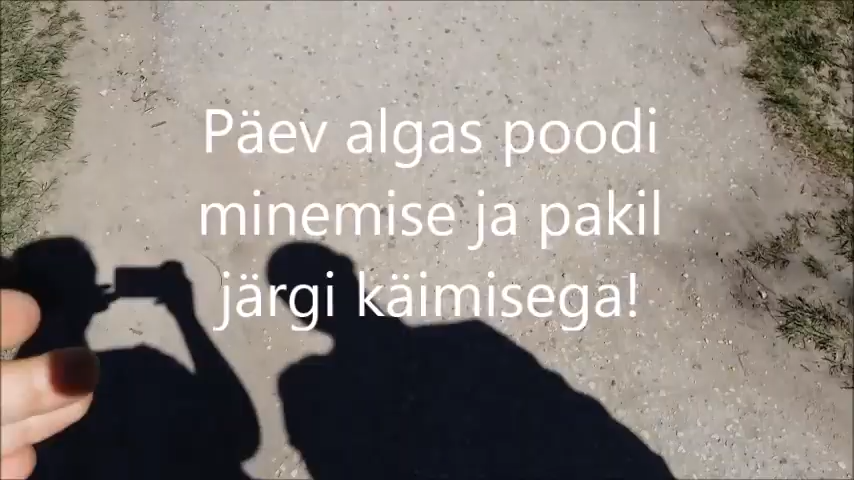 Päev algas poodi
minemise ja pakil
järgi käimisega!